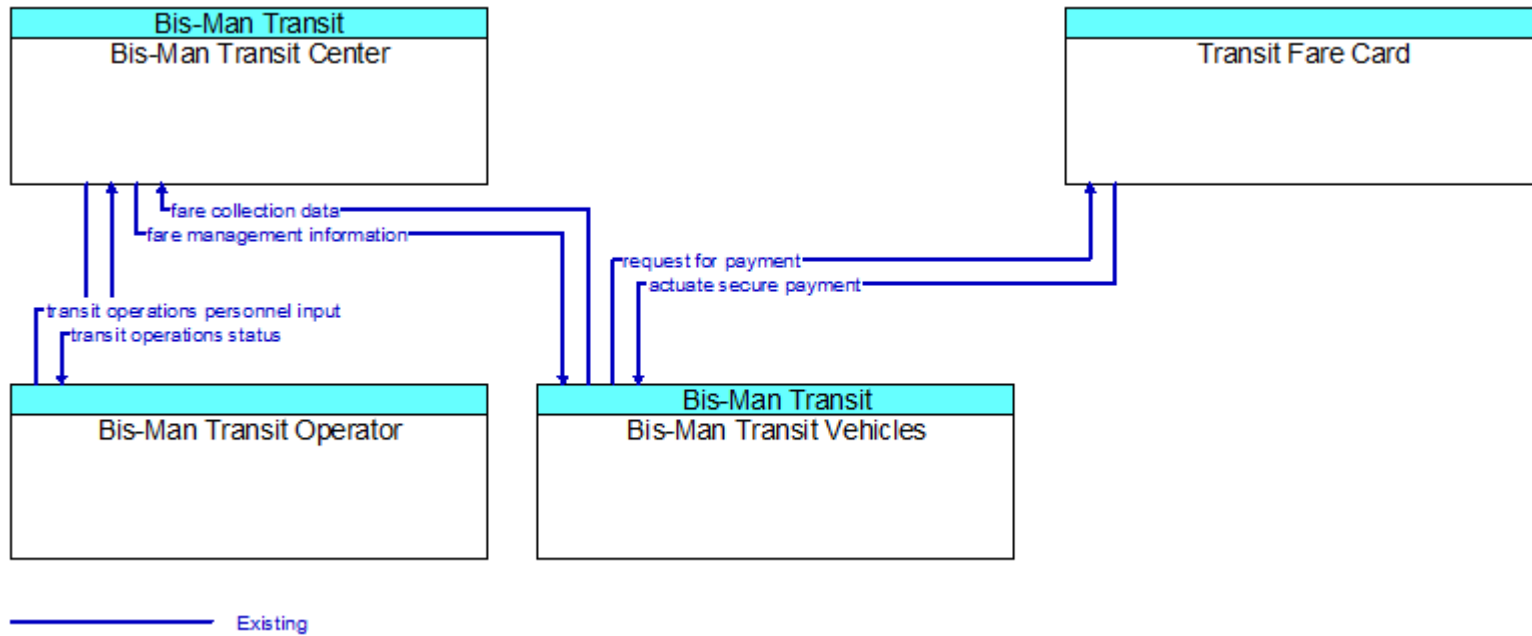 Bis-Man Transit
Bis-Man Transit Center
Transit Fare Card
fare collection data
fare management information
request for payment
actuate secure payment
transit operations personnel input
transit operations status
Bis-Man Transit Operator
Bis-Man Transit
Bis-Man Transit Vehicles
Existing